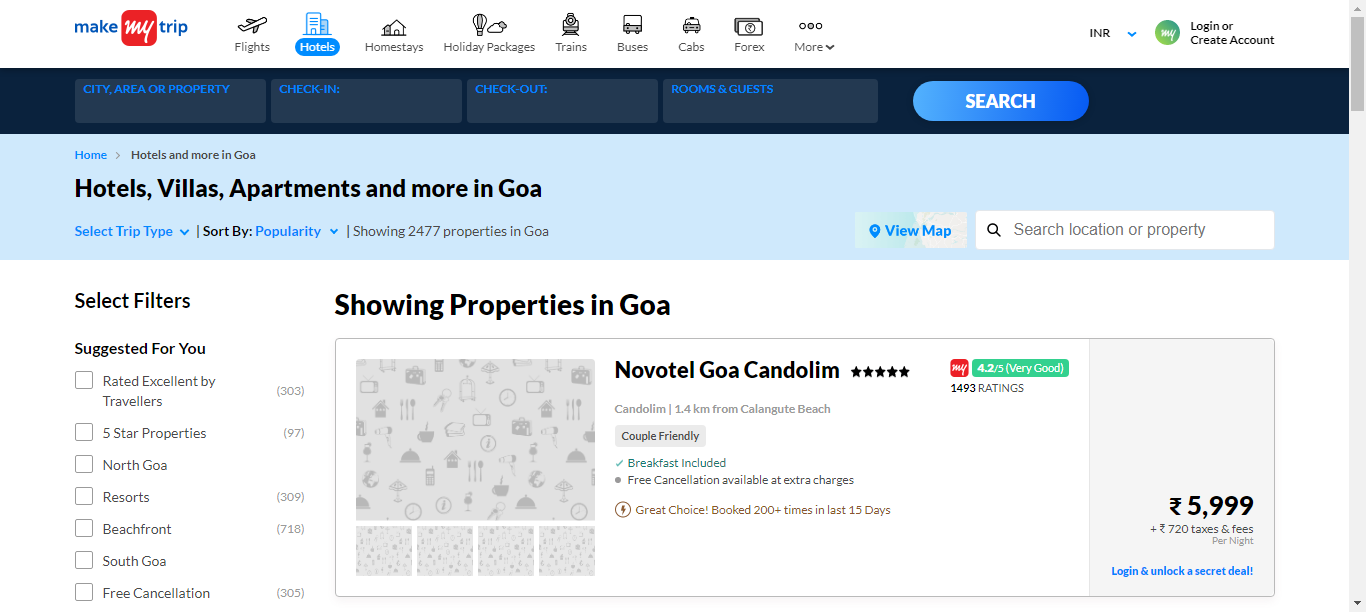 make my trip
Flights
Hotels
Homestays
Holiday Packages
Trains
Buses
Cabs
Forex
More
INR
my
Login or
Create Account
CITY, AREA OR PROPERTY
CHECK-IN:
CHECK-OUT:
ROOMS & GUESTS
SEARCH
Home > Hotels and more in Goa
Hotels, Villas, Apartments and more in Goa
Select Trip Type | Sort By: Popularity | Showing 2477 properties in Goa
View Map
Search location or property
Select Filters
Suggested For You
Rated Excellent by
Travellers (303)
5 Star Properties (97)
North Goa
Resorts (309)
Beachfront (718)
South Goa
Free Cancellation (305)
Showing Properties in Goa
Novotel Goa Candolim ★★★★★
my 4.2/5 (Very Good)
1493 RATINGS
Candolim | 1.4 km from Calangute Beach
Couple Friendly
✓ Breakfast Included
● Free Cancellation available at extra charges
Great Choice! Booked 200+ times in last 15 Days
₹ 5,999
+ ₹ 720 taxes & fees
Per Night
Login & unlock a secret deal!